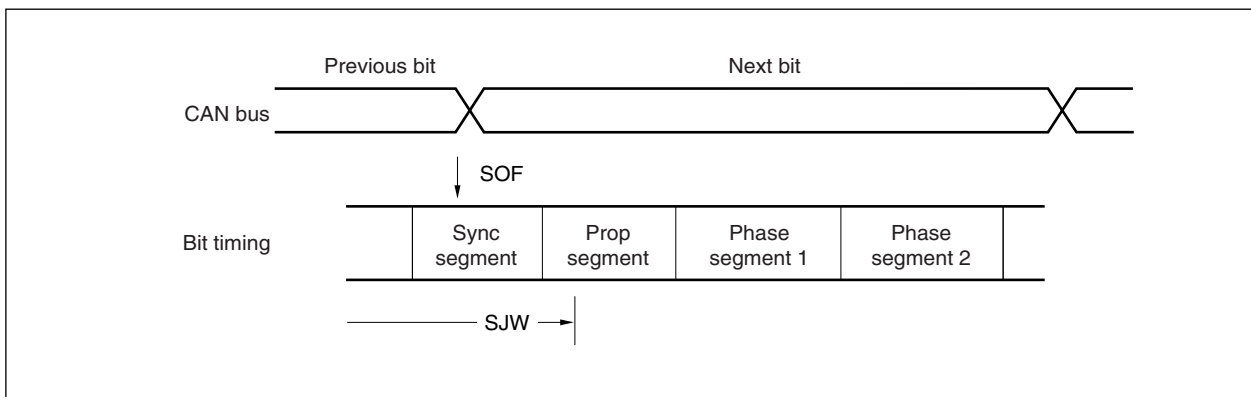 Previous bit
Next bit
CAN bus
SOF
Bit timing
Sync
segment
Prop
segment
Phase
segment 1
Phase
segment 2
SJW